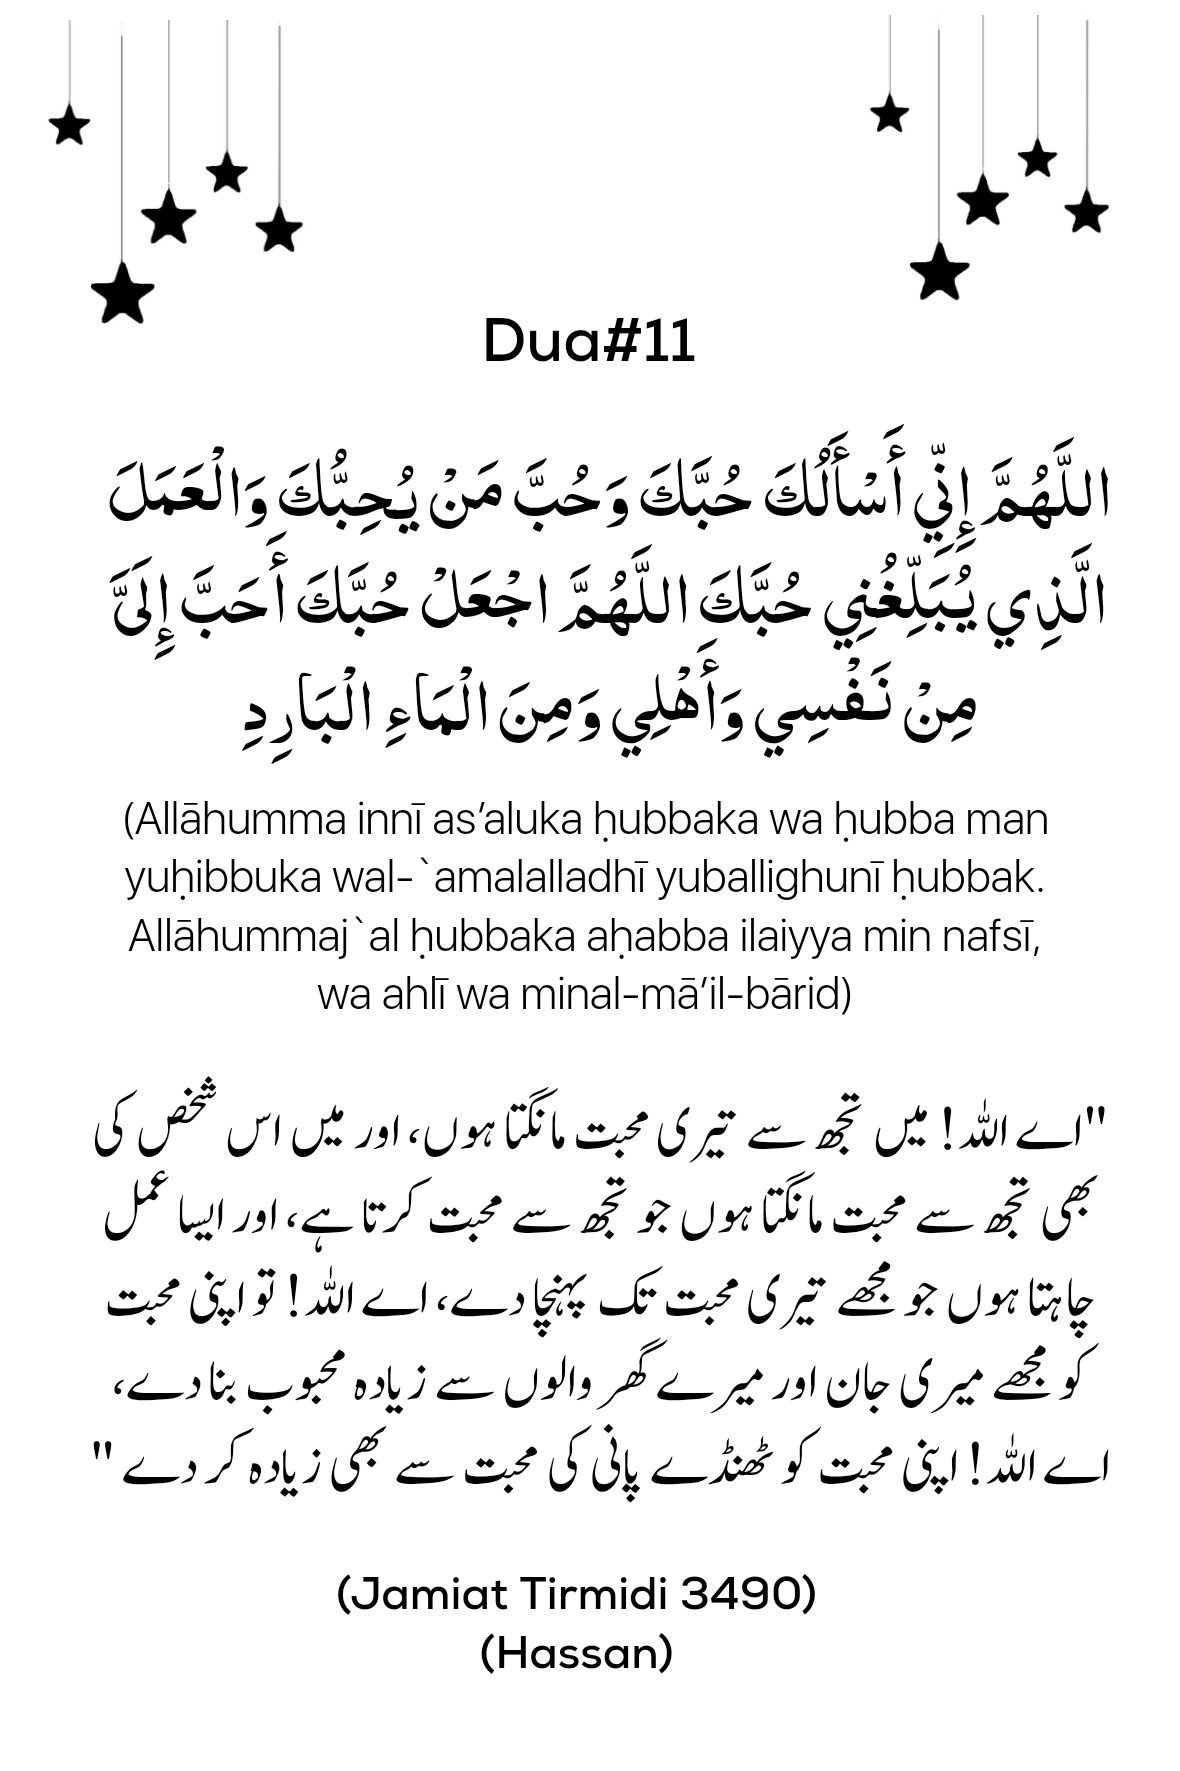 Dua#11
اللَّهُمَّ إِنِّي أَسْأَلُكَ حُبَّكَ وَحُبَّ مَنْ يُحِبُّكَ وَالْعَمَلَ
الَّذِي يُبَلِّغُنِي حُبَّكَ اللَّهُمَّ اجْعَلْ حُبَّكَ أَحَبَّ إِلَىَّ
مِنْ نَفْسِي وَأَهْلِي وَمِنَ الْمَاءِ الْبَارِدِ
(Allāhumma innī as’aluka ḥubbaka wa ḥubba man
yuḥibbuka wal-`amalalladhī yuballighunī ḥubbak.
Allāhummaj`al ḥubbaka aḥabba ilaiyya min nafsī,
wa ahlī wa minal-mā’il-bārid)
"اے اللہ! میں تجھ سے تیری محبت مانگتا ہوں، اور میں اس شخص کی
بھی تجھ سے محبت مانگتا ہوں جو تجھ سے محبت کرتا ہے، اور ایسا عمل
چاہتا ہوں جو مجھے تیری محبت تک پہنچا دے، اے اللہ! تو اپنی محبت
کو مجھے میری جان اور میرے گھر والوں سے زیادہ محبوب بنا دے،
اے اللہ! اپنی محبت کو ٹھنڈے پانی کی محبت سے بھی زیادہ کر دے "
(Jamiat Tirmidi 3490)
(Hassan)